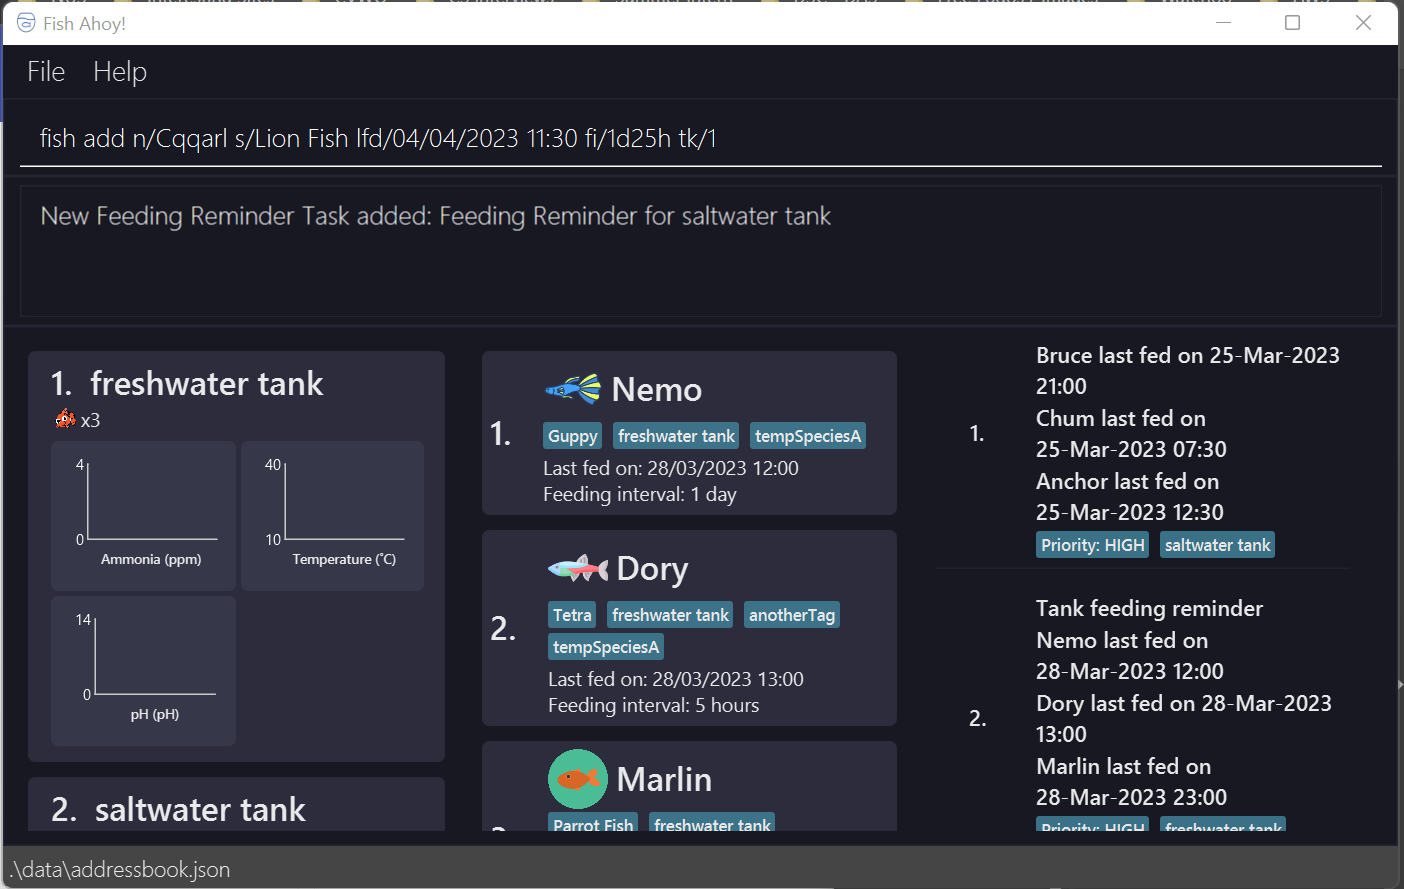 Fish Ahoy!
File Help
fish add n/Cqqarl s/Lion Fish lfd/04/04/2023 11:30 fi/1d25h tk/1
New Feeding Reminder Task added: Feeding Reminder for saltwater tank
1. freshwater tank
x3
4
0
Ammonia (ppm)
40
10
Temperature (˚C)
14
0
pH (pH)
2. saltwater tank
1.
Nemo
Guppy freshwater tank tempSpeciesA
Last fed on: 28/03/2023 12:00
Feeding interval: 1 day
2.
Dory
Tetra freshwater tank anotherTag
tempSpeciesA
Last fed on: 28/03/2023 13:00
Feeding interval: 5 hours
Marlin
Parrot Fish freshwater tank
1.
Bruce last fed on 25-Mar-2023
21:00
Chum last fed on
25-Mar-2023 07:30
Anchor last fed on
25-Mar-2023 12:30
Priority: HIGH saltwater tank
2.
Tank feeding reminder
Nemo last fed on
28-Mar-2023 12:00
Dory last fed on 28-Mar-2023
13:00
Marlin last fed on
28-Mar-2023 23:00
Priority: HIGH freshwater tank
.\data\addressbook.json